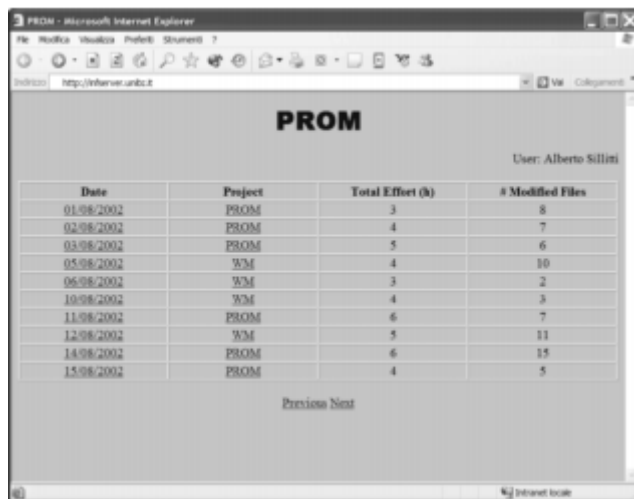 PROM - Microsoft Internet Explorer
File Modifica Visualizza Preferiti Strumenti ?
Indirizzo http://infserver.unibz.it Vai Collegamenti
PROM
User: Alberto Sillitti
Date Project Total Effort (h) # Modified Files
01/08/2002 PROM 3 8
02/08/2002 PROM 4 7
03/08/2002 PROM 5 6
05/08/2002 WM 4 10
06/08/2002 WM 3 2
10/08/2002 WM 4 3
11/08/2002 PROM 6 7
12/08/2002 WM 5 11
14/08/2002 PROM 6 15
15/08/2002 PROM 4 5
Previous Next
Intranet locale